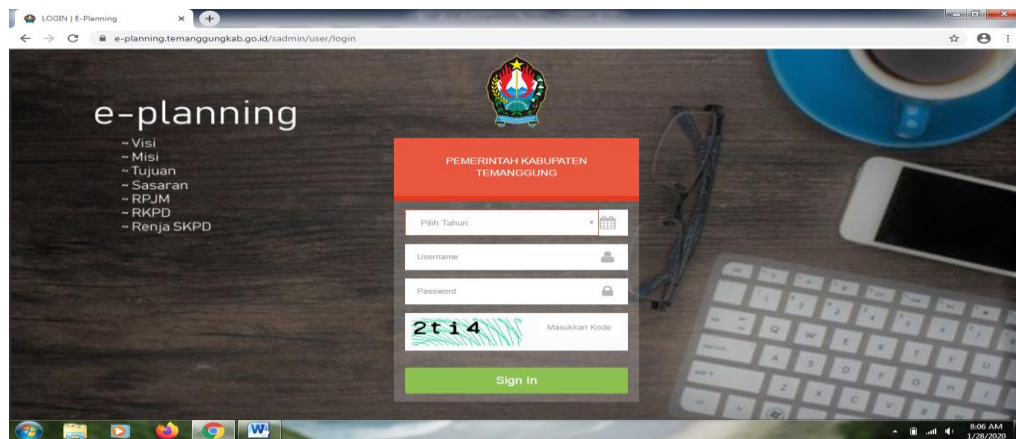 LOGIN | E-Planning
e-planning.temanggungkab.go.id/sadmin/user/login
e-planning
~ Visi
~ Misi
~ Tujuan
~ Sasaran
~ RPJM
~ RKPD
~ Renja SKPD
PEMERINTAH KABUPATEN
TEMANGGUNG
Pilih Tahun
Username
Password
2ti4
Masukkan Kode
Sign In
8:06 AM
1/28/2020